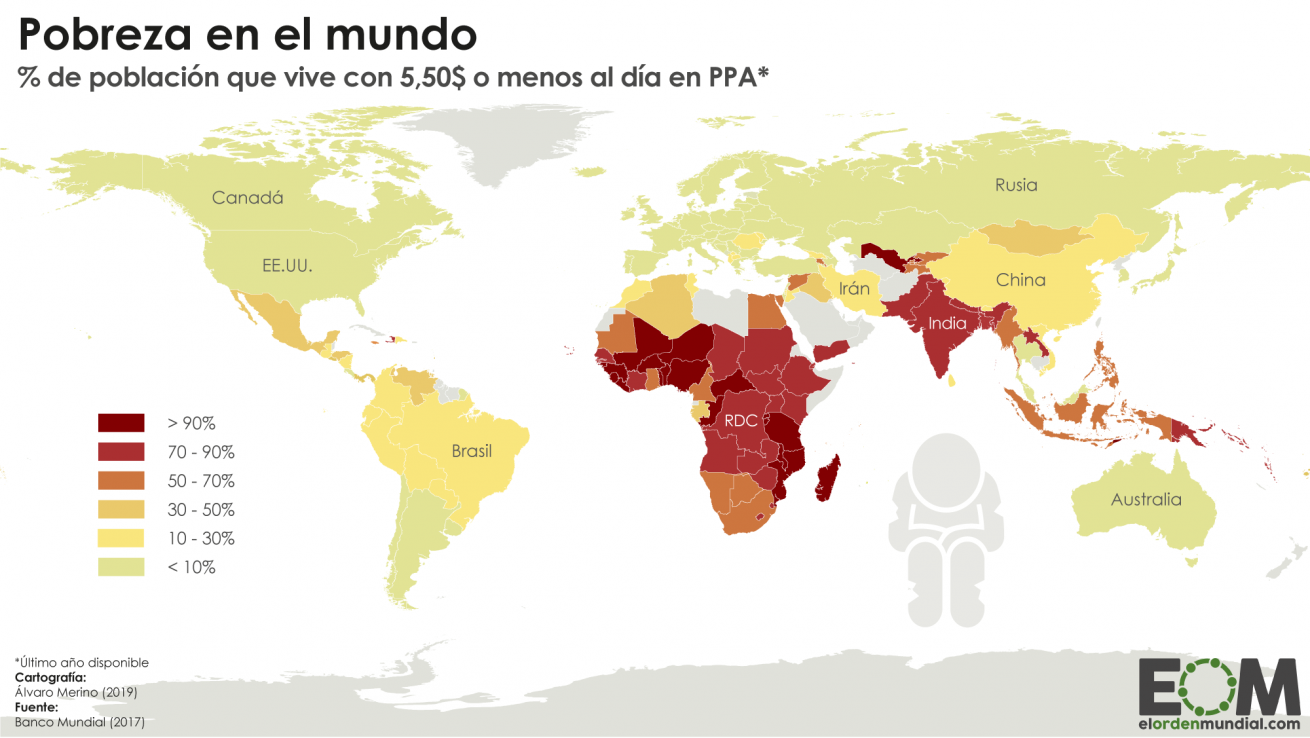 Pobreza en el mundo
% de población que vive con 5,50$ o menos al día en PPA*
Canadá
Rusia
EE.UU.
Irán
China
India
RDC
Brasil
Australia
> 90%
70 - 90%
50 - 70%
30 - 50%
10 - 30%
< 10%
*Último año disponible
Cartografía:
Álvaro Merino (2019)
Fuente:
Banco Mundial (2017)
EOM
elordenmundial.com